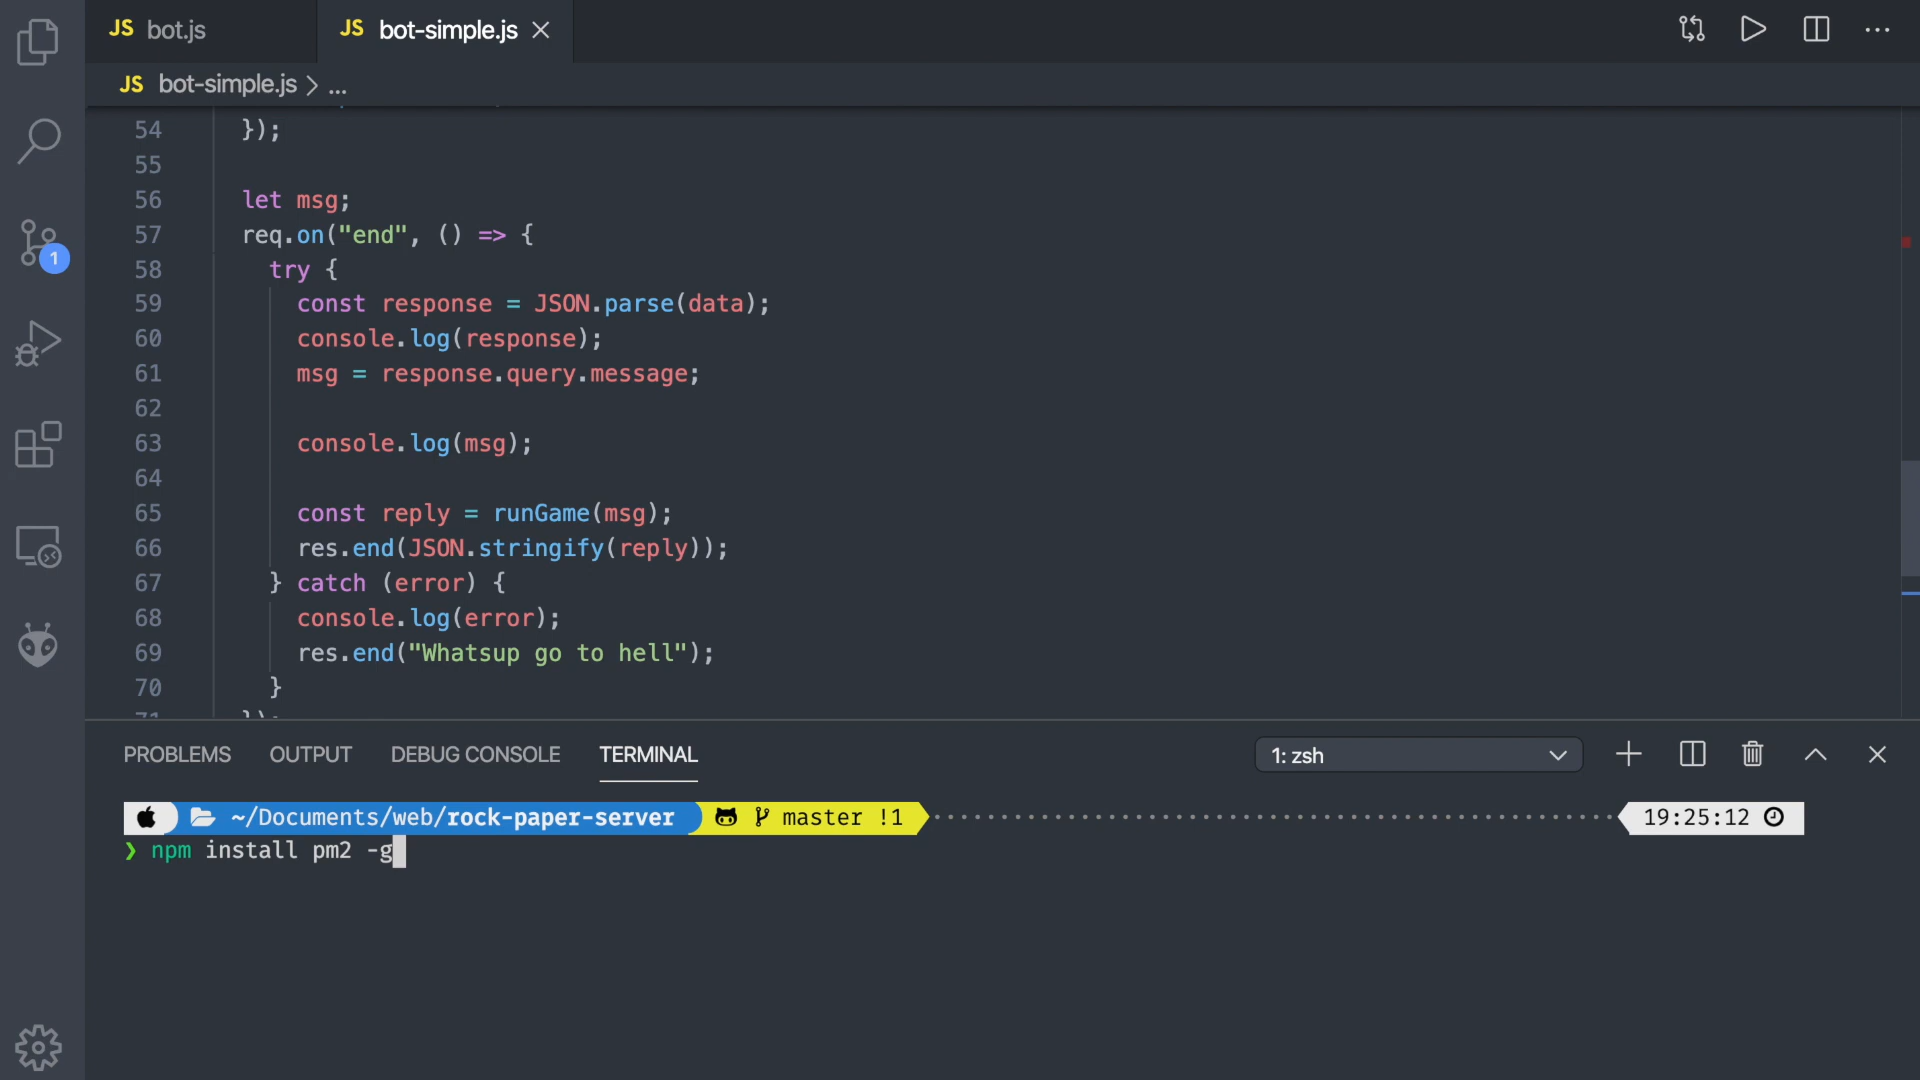 JS bot.js
JS bot-simple.js
JS bot-simple.js > ...
54 });
55
56 let msg;
57 req.on("end", () => {
58 try {
59 const response = JSON.parse(data);
60 console.log(response);
61 msg = response.query.message;
62
63 console.log(msg);
64
65 const reply = runGame(msg);
66 res.end(JSON.stringify(reply));
67 } catch (error) {
68 console.log(error);
69 res.end("Whatsup go to hell");
70 }
1
PROBLEMS OUTPUT DEBUG CONSOLE TERMINAL 1: zsh
~/Documents/web/rock-paper-server master !1 19:25:12
❯ npm install pm2 -g